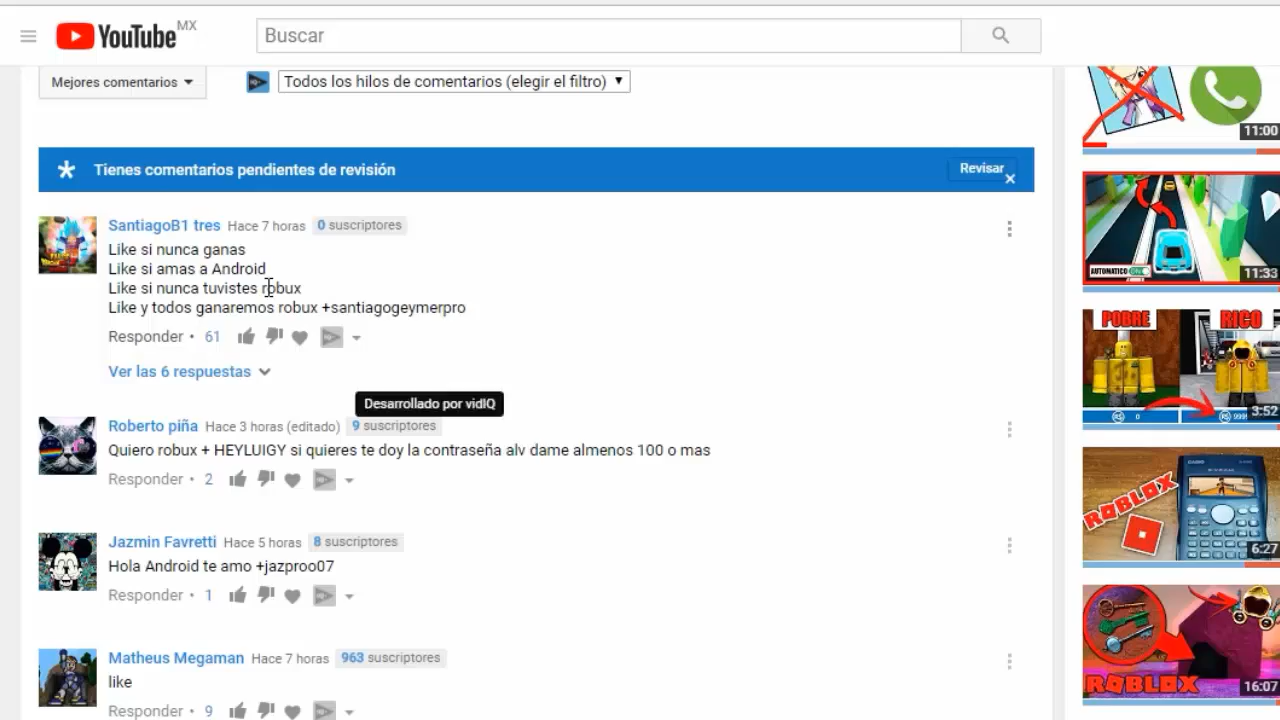 YouTube MX
Buscar
Mejores comentarios
Todos los hilos de comentarios (elegir el filtro)
11:00
Tienes comentarios pendientes de revisión
Revisar
SantiagoB1 tres Hace 7 horas 0 suscriptores
Like si nunca ganas
Like si amas a Android
Like si nunca tuvistes robux
Like y todos ganaremos robux +santiagogeymerpro
Responder • 61
Ver las 6 respuestas
AUTOMATICO ON
11:33
Desarrollado por vidIQ
Roberto piña Hace 3 horas (editado) 9 suscriptores
Quiero robux + HEYLUIGY si quieres te doy la contraseña alv dame almenos 100 o mas
Responder • 2
POBRE
RICO
R$ 0
R$ 999
3:52
Jazmin Favretti Hace 5 horas 8 suscriptores
Hola Android te amo +jazproo07
Responder • 1
CASIO
ROBLOX
6:27
Matheus Megaman Hace 7 horas 963 suscriptores
like
Responder • 9
ROBLOX
16:07